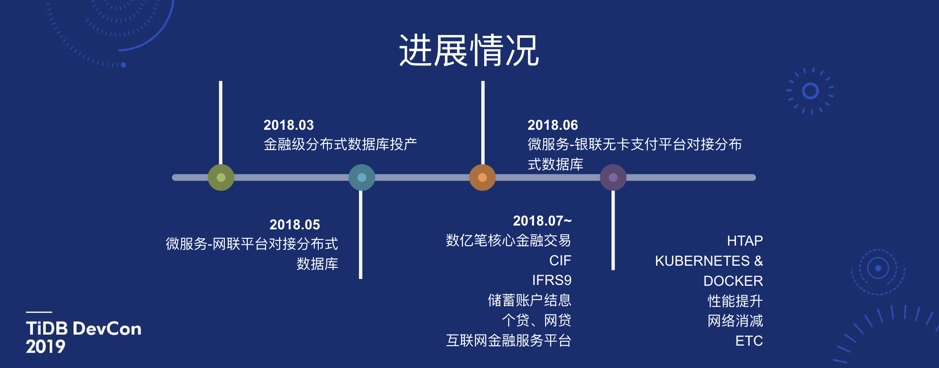 进展情况
2018.03
金融级分布式数据库投产
2018.06
微服务-银联无卡支付平台对接分布
式数据库
2018.05
微服务-网联平台对接分布式
数据库
2018.07~
数亿笔核心金融交易
CIF
IFRS9
储蓄账户结息
个贷、网贷
互联网金融服务平台
HTAP
KUBERNETES &
DOCKER
性能提升
网络消减
ETC
TiDB DevCon
2019